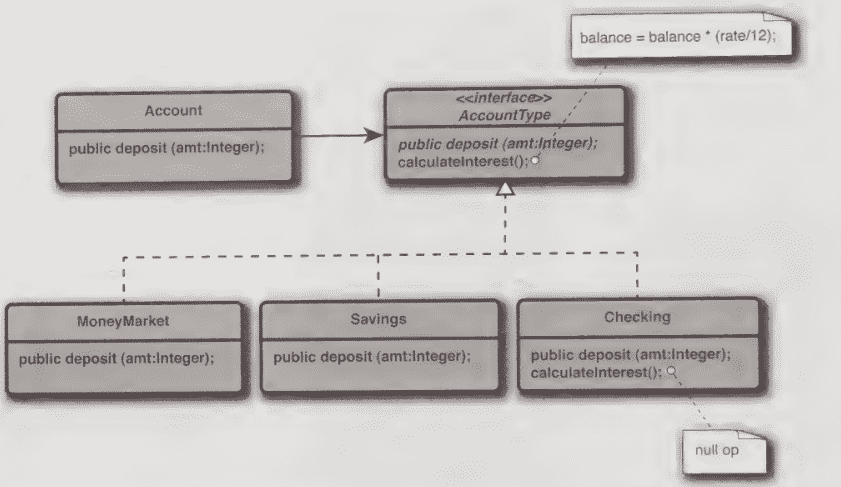 balance = balance * (rate/12);
Account
public deposit (amt:Integer);
<<interface>>
AccountType
public deposit (amt:Integer);
calculateInterest();
MoneyMarket
public deposit (amt:Integer);
Savings
public deposit (amt:Integer);
Checking
public deposit (amt:Integer);
calculateInterest();
null op